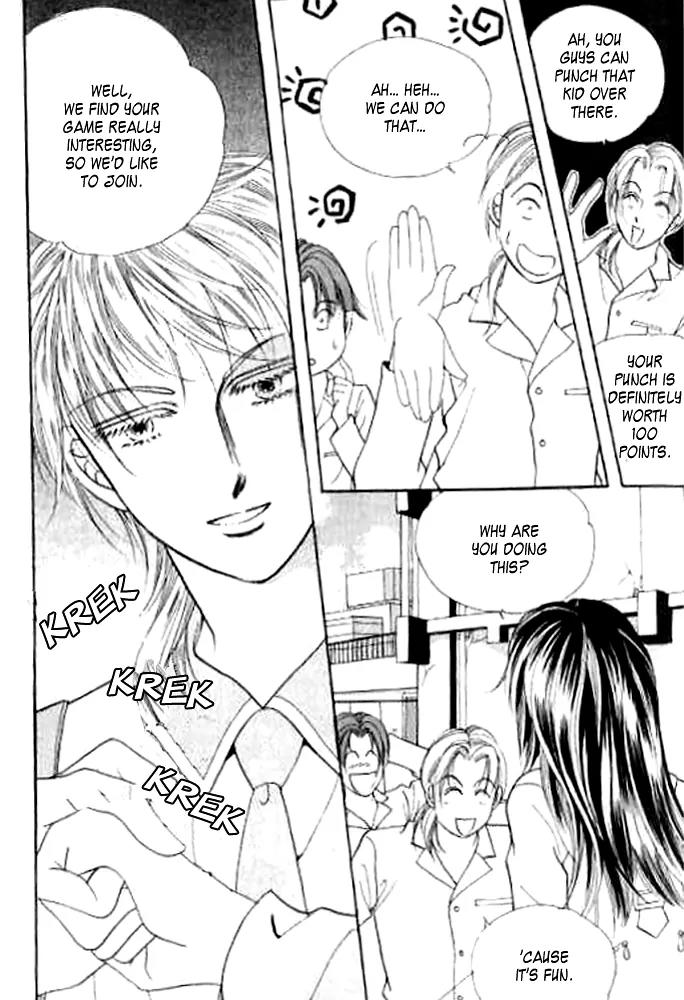 WELL,
WE FIND YOUR
GAME REALLY
INTERESTING,
SO WE'D LIKE
TO JOIN.
KREK
KREK
KREK
AH... HEH...
WE CAN DO
THAT...
AH, YOU
GUYS CAN
PUNCH THAT
KID OVER
THERE.
YOUR
PUNCH IS
DEFINITELY
WORTH
100
POINTS.
WHY ARE
YOU DOING
THIS?
'CAUSE
IT'S FUN.